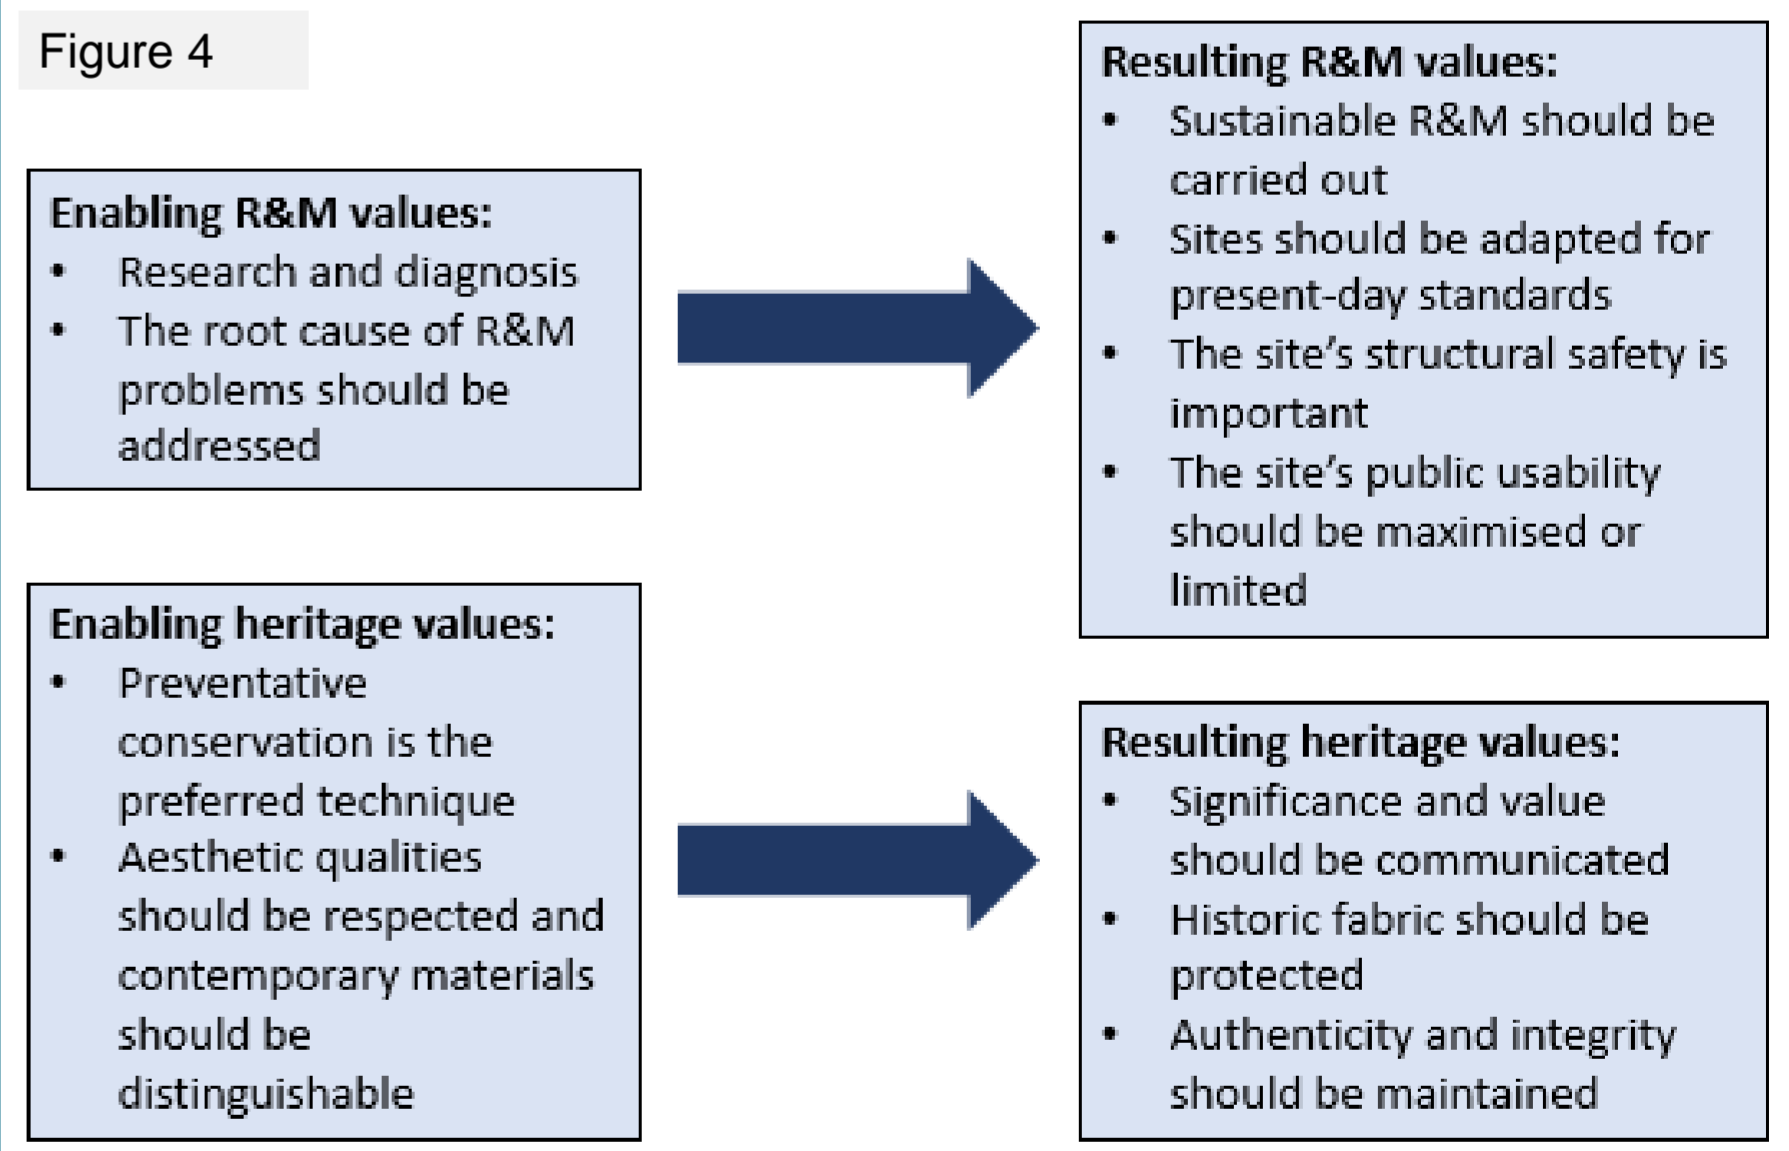 Figure 4
Enabling R&M values:
• Research and diagnosis
• The root cause of R&M
problems should be
addressed
Resulting R&M values:
• Sustainable R&M should be
carried out
• Sites should be adapted for
present-day standards
• The site's structural safety is
important
• The site's public usability
should be maximised or
limited
Enabling heritage values:
• Preventative
conservation is the
preferred technique
• Aesthetic qualities
should be respected and
contemporary materials
should be
distinguishable
Resulting heritage values:
• Significance and value
should be communicated
• Historic fabric should be
protected
• Authenticity and integrity
should be maintained